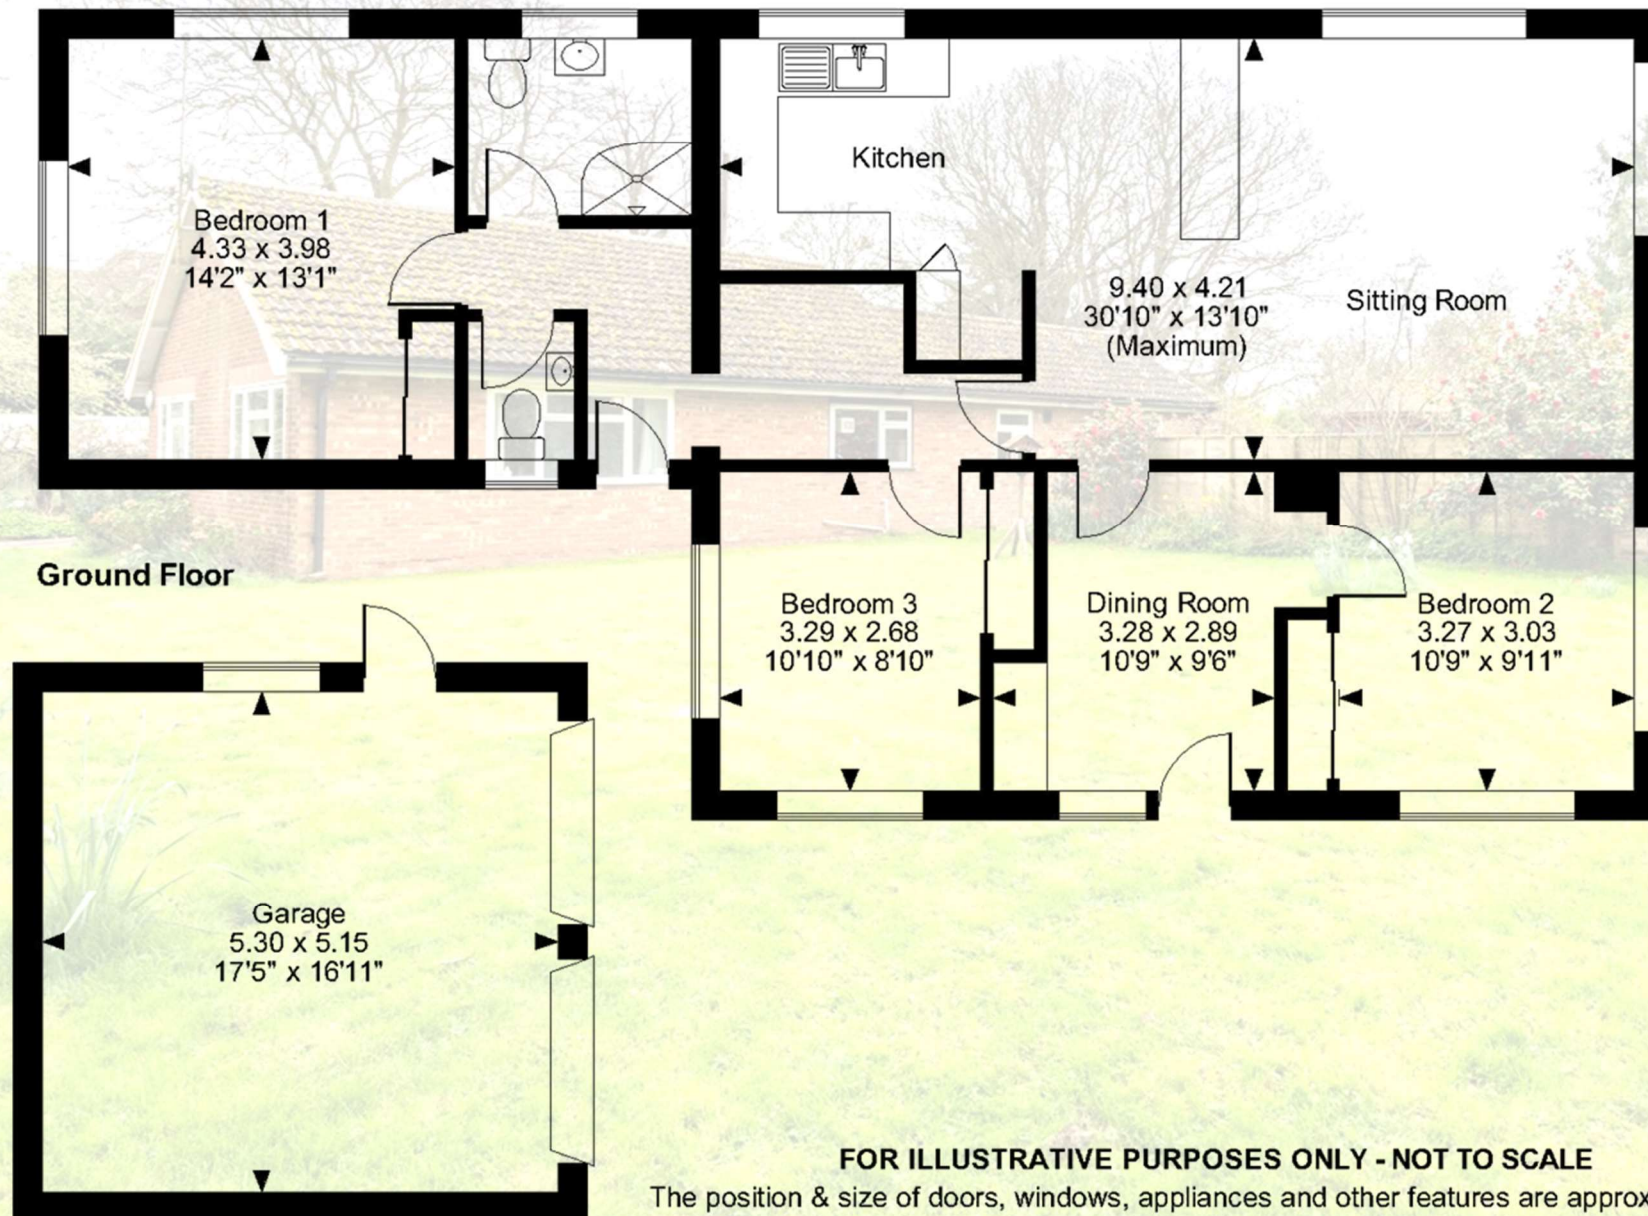 Bedroom 1
4.33 x 3.98
14'2" x 13'1"
Kitchen
9.40 x 4.21
30'10" x 13'10"
(Maximum)
Sitting Room
Ground Floor
Bedroom 3
3.29 x 2.68
10'10" x 8'10"
Dining Room
3.28 x 2.89
10'9" x 9'6"
Bedroom 2
3.27 x 3.03
10'9" x 9'11"
Garage
5.30 x 5.15
17'5" x 16'11"
FOR ILLUSTRATIVE PURPOSES ONLY - NOT TO SCALE
The position & size of doors, windows, appliances and other features are approx